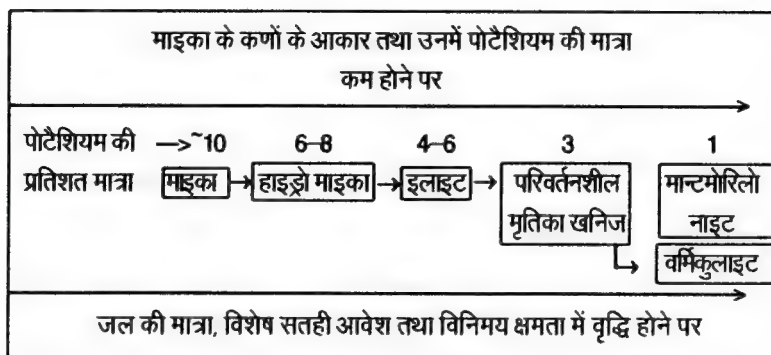 माइका के कणों के आकार तथा उनमें पोटैशियम की मात्रा
कम होने पर
पोटैशियम की —>~10 6–8 4–6 3 1
प्रतिशत मात्रा माइका → हाइड्रो माइका → इलाइट → परिवर्तनशील मान्टमोरिलो
मृतिका खनिज नाइट
वर्मिकुलाइट
जल की मात्रा, विशेष सतही आवेश तथा विनिमय क्षमता में वृद्धि होने पर